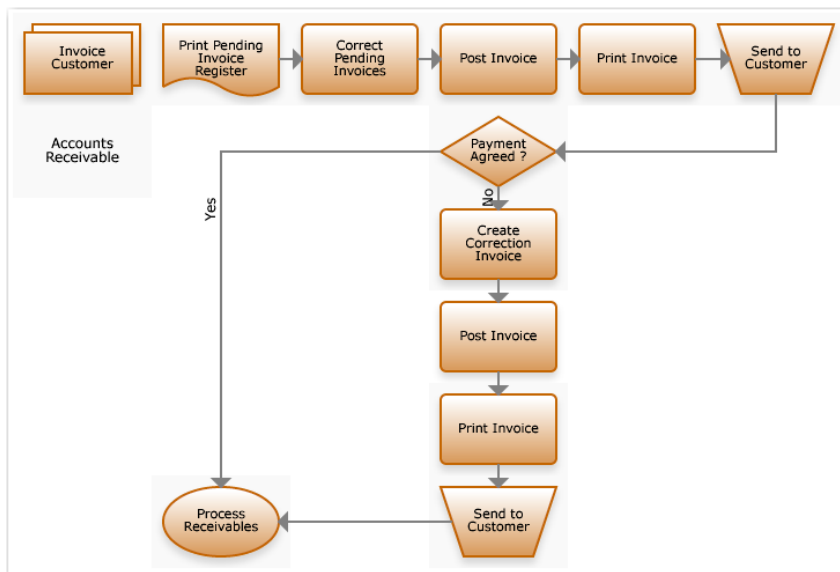 Invoice
Customer
Print Pending
Invoice
Register
Correct
Pending
Invoices
Post Invoice
Print Invoice
Send to
Customer
Accounts
Receivable
Payment
Agreed ?
Yes
No
Create
Correction
Invoice
Post Invoice
Print Invoice
Process
Receivables
Send to
Customer